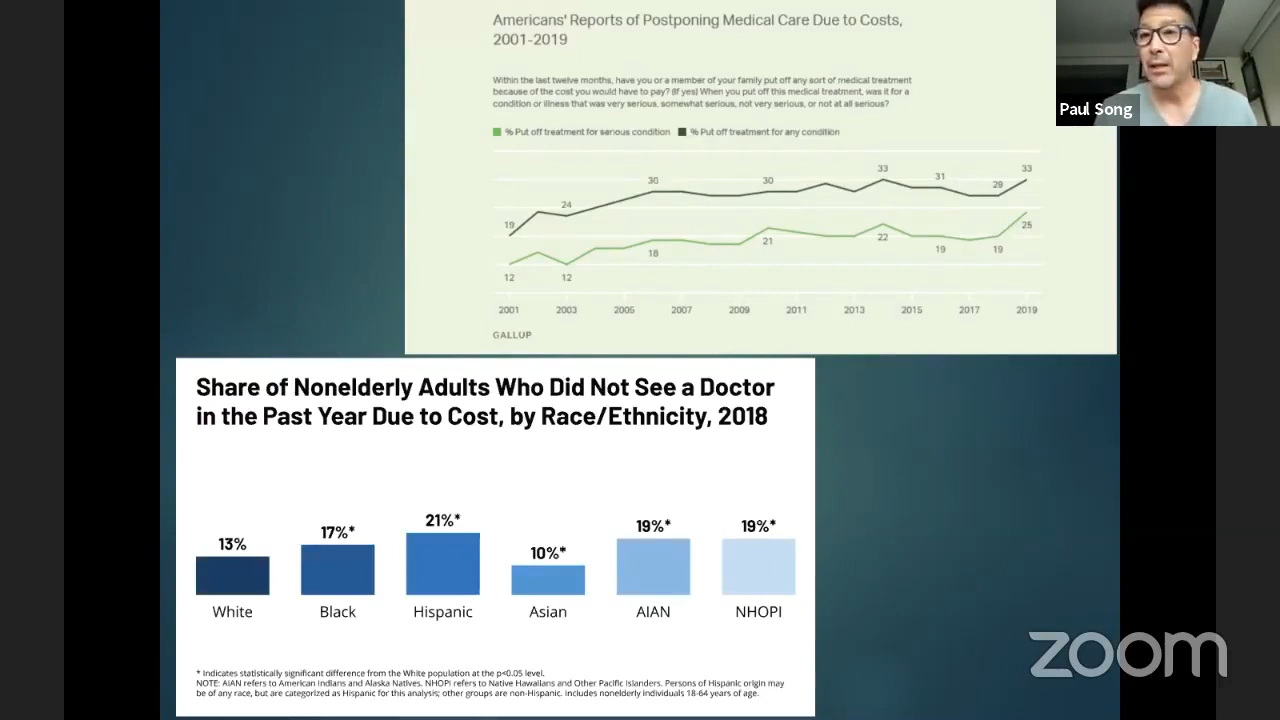 Americans' Reports of Postponing Medical Care Due to Costs,
2001-2019
Within the last twelve months, have you or a member of your family put off any sort of medical treatment
because of the cost you would have to pay? (If yes) When you put off this medical treatment, was it for a
condition or illness that was very serious, somewhat serious, not very serious, or not at all serious?
% Put off treatment for serious condition % Put off treatment for any condition
19 24 30 30 33 31 29 33
12 12 18 21 22 19 19 25
2001 2003 2005 2007 2009 2011 2013 2015 2017 2019
GALLUP
Paul Song
Share of Nonelderly Adults Who Did Not See a Doctor
in the Past Year Due to Cost, by Race/Ethnicity, 2018
13% 17%* 21%* 10%* 19%* 19%*
White Black Hispanic Asian AIAN NHOPI
* Indicates statistically significant difference from the White population at the p<0.05 level.
NOTE: AIAN refers to American Indians and Alaska Natives. NHOPI refers to Native Hawaiians and Other Pacific Islanders. Persons of Hispanic origin may
be of any race, but are categorized as Hispanic for this analysis; other groups are non-Hispanic. Includes nonelderly individuals 18-64 years of age.
zoom